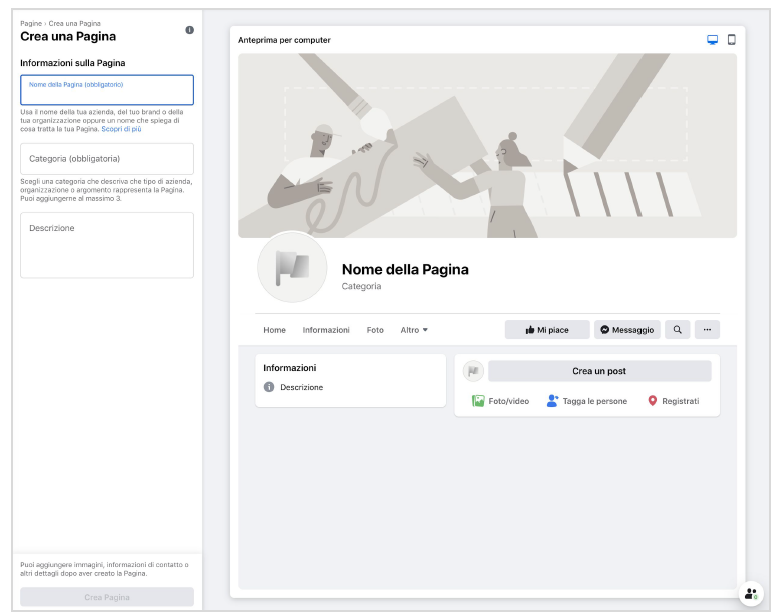 Pagine › Crea una Pagina
Crea una Pagina
Informazioni sulla Pagina
Nome della Pagina (obbligatorio)
Usa il nome della tua azienda, del tuo brand o della
tua organizzazione oppure un nome che spiega di
cosa tratta la tua Pagina. Scopri di più
Categoria (obbligatoria)
Scegli una categoria che descriva che tipo di azienda,
organizzazione o argomento rappresenta la Pagina.
Puoi aggiungerne al massimo 3.
Descrizione
Puoi aggiungere immagini, informazioni di contatto o
altri dettagli dopo aver creato la Pagina.
Crea Pagina
Anteprima per computer
Nome della Pagina
Categoria
Home Informazioni Foto Altro Mi piace Messaggio
Informazioni
Descrizione
Crea un post
Foto/video Tagga le persone Registrati